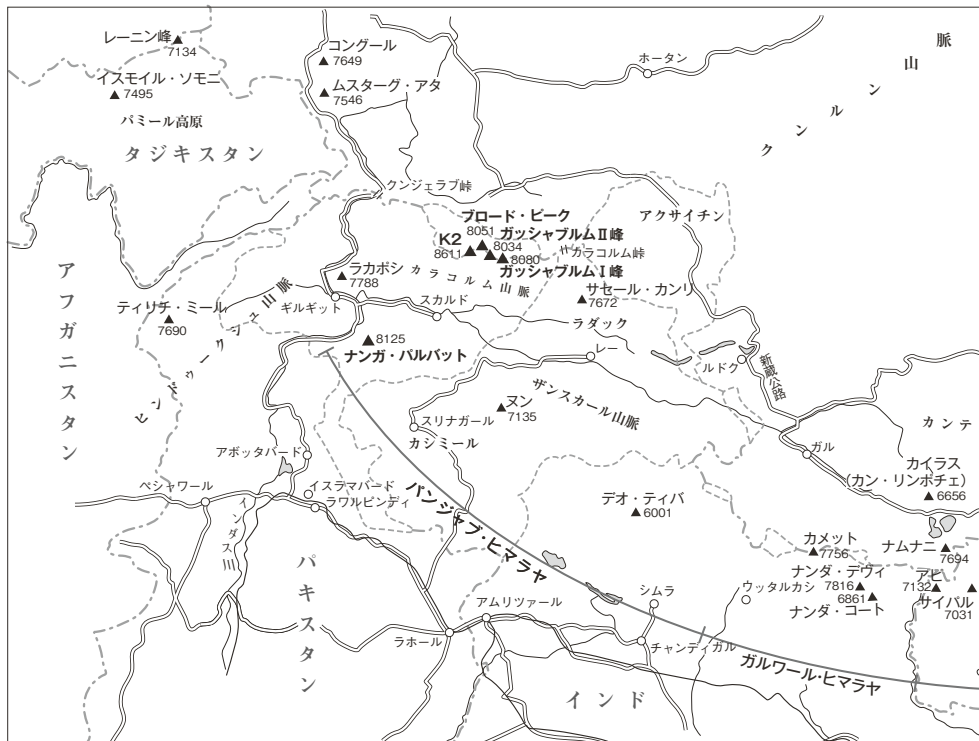 レーニン峰
7134
イスモイル・ソモニ
7495
パミール高原
タジキスタン
コングール
7649
ムスターグ・アタ
7546
ホータン
クンルン山脈
クンジェラブ峠
アクサイチン
ブロード・ピーク
8051
ガッシャブルムⅡ峰
8034
K2
8611
8080
ガッシャブルムⅠ峰
カラコルム峠
カラコルム山脈
サセール・カンリ
7672
ラカポシ
7788
ギルギット
スカルド
ラダック
ティリチ・ミール
7690
ヒンドゥークシュ山脈
アフガニスタン
8125
ナンガ・パルバット
レー
ルドク
新蔵公路
ザンスカール山脈
ヌン
7135
スリナガール
カシミール
カンテ
ガル
カイラス
(カン・リンポチェ)
6656
アボッタバード
ペシャワール
イスラマバード
ラワルピンディ
インダス川
パキスタン
パンジャブ・ヒマラヤ
デオ・ティバ
6001
カメット
7756
ナムナニ
7694
ナンダ・デヴィ
7816
6861
ナンダ・コート
アピ
7132
サイパル
7031
ウッタルカシ
シムラ
アムリツァール
ラホール
チャンディガル
ガルワール・ヒマラヤ
インド